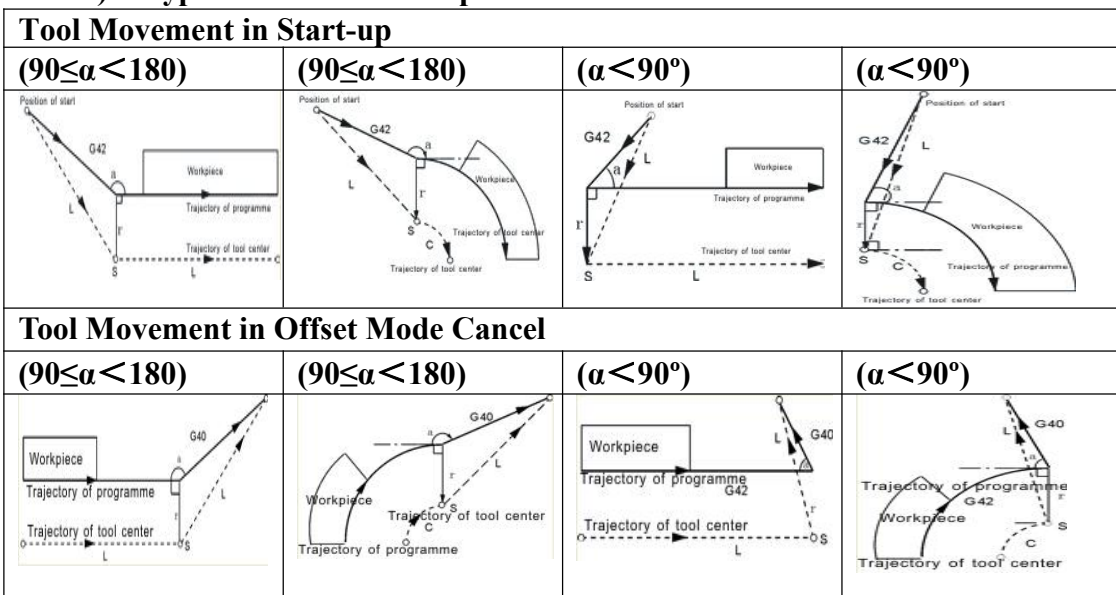 Tool Movement in Start-up
(90≤α＜180)
(90≤α＜180)
(α＜90º)
(α＜90º)
Position of start
G42
a
Workpiece
L
r
Trajectory of programme
Trajectory of tool center
S
L
Position of start
G42
a
L
Workpiece
r
S
Trajectory of tool center
C
Trajectory of tool center
Position of start
G42
L
a
Workpiece
Trajectory of programme
r
Trajectory of tool center
S
L
Position of start
G42
L
a
r
Workpiece
S
C
Trajectory of programme
Trajectory of tool center
Tool Movement in Offset Mode Cancel
(90≤α＜180)
(90≤α＜180)
(α＜90º)
(α＜90º)
G40
Workpiece
a
Trajectory of programme
L
r
Trajectory of tool center
L
S
G40
a
r
L
Workpiece
S
Trajectory of tool center
C
Trajectory of programme
L
G40
Workpiece
a
Trajectory of programme
G42
r
Trajectory of tool center
S
L
L
G40
a
Trajectory of programme
G42
r
Workpiece
S
C
Trajectory of tool center